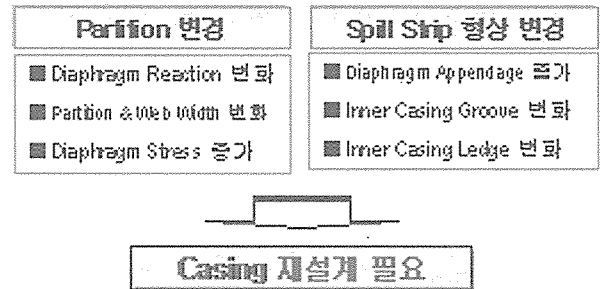 Partition 변경
■ Diaphragm Reaction 변화
■ Partition & Web Width 변화
■ Diaphragm Stress 증가
Spill Strip 형상 변경
■ Diaphragm Appendage 증가
■ Inner Casing Groove 변화
■ Inner Casing Ledge 변화
Casing 재설계 필요